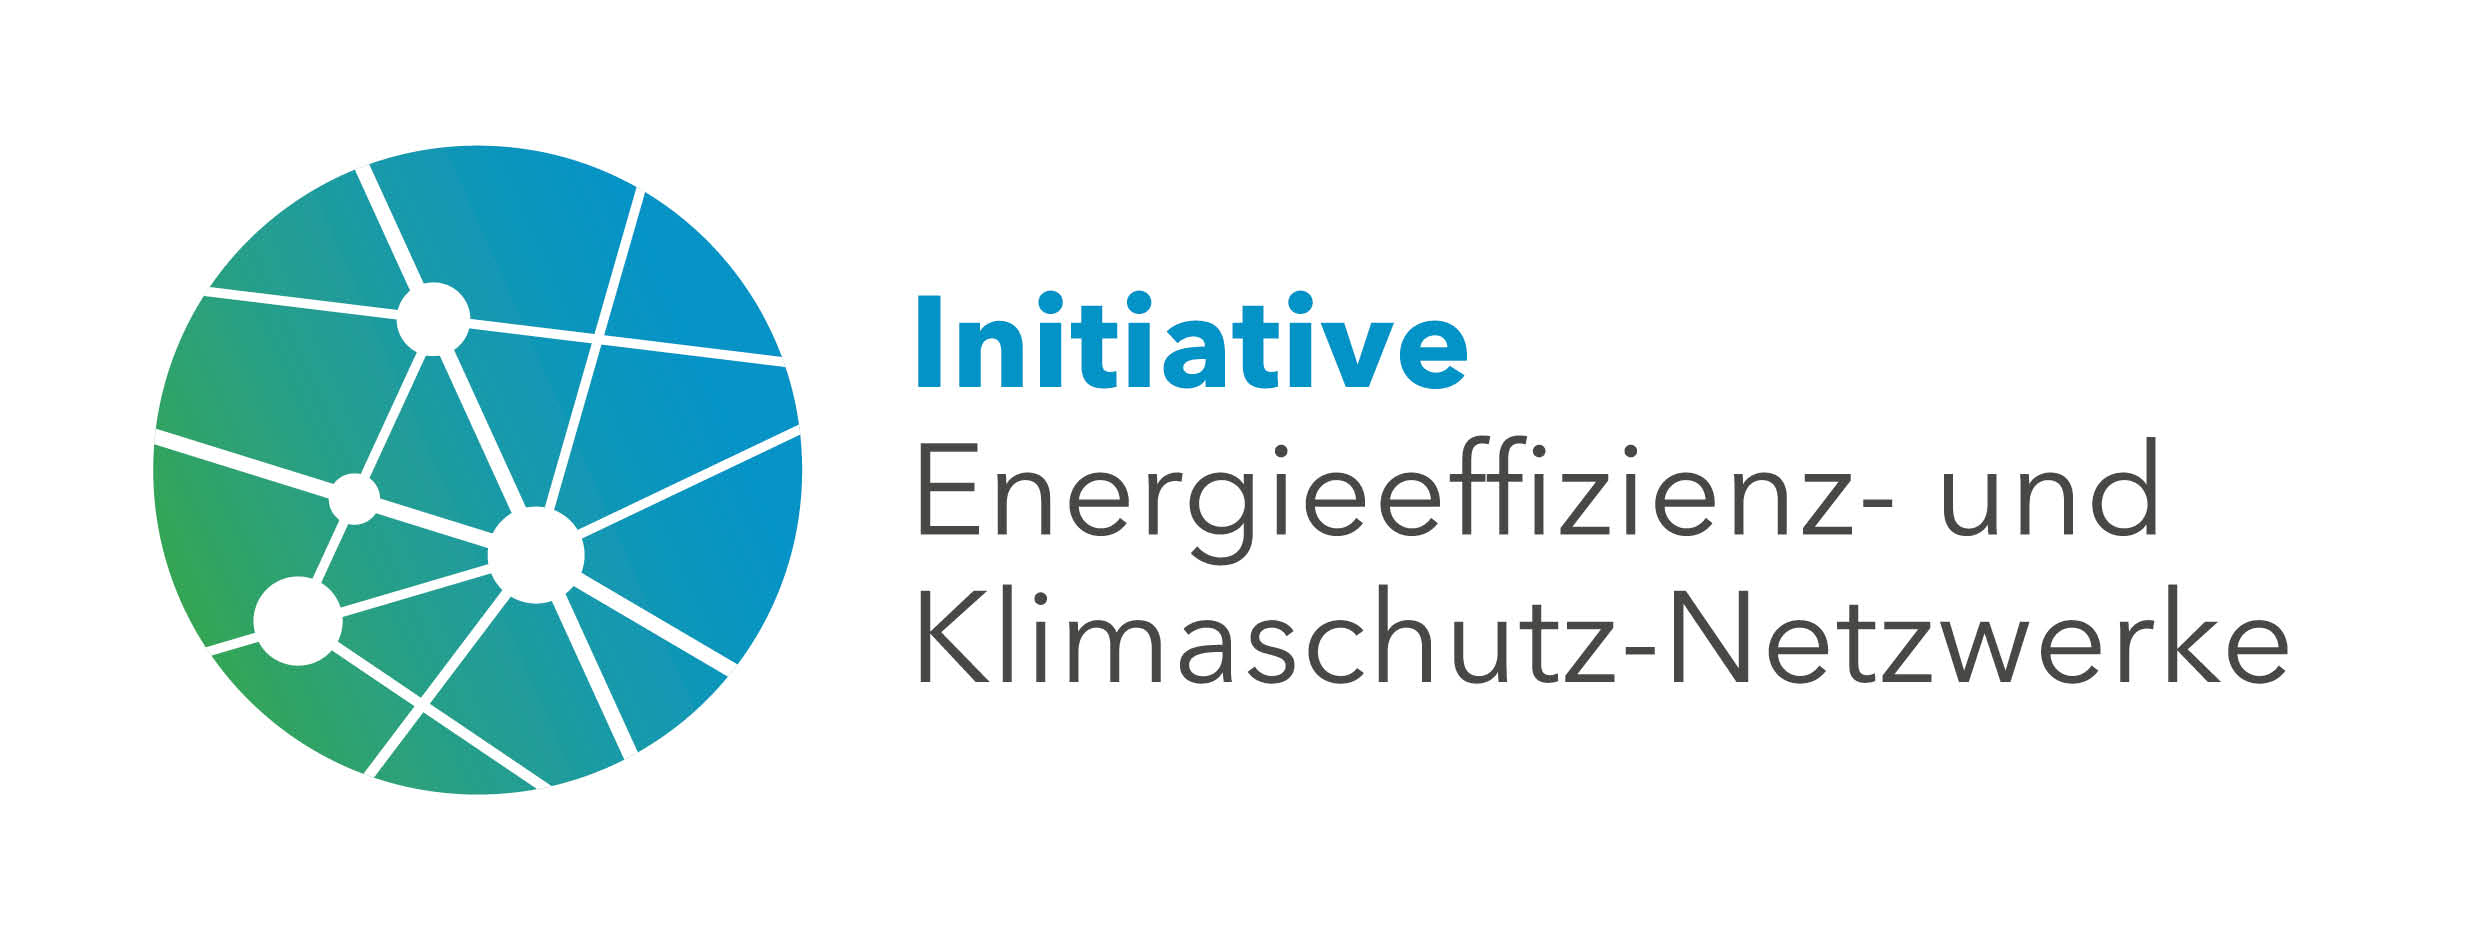 Initiative
Energieeffizienz- und
Klimaschutz-Netzwerke